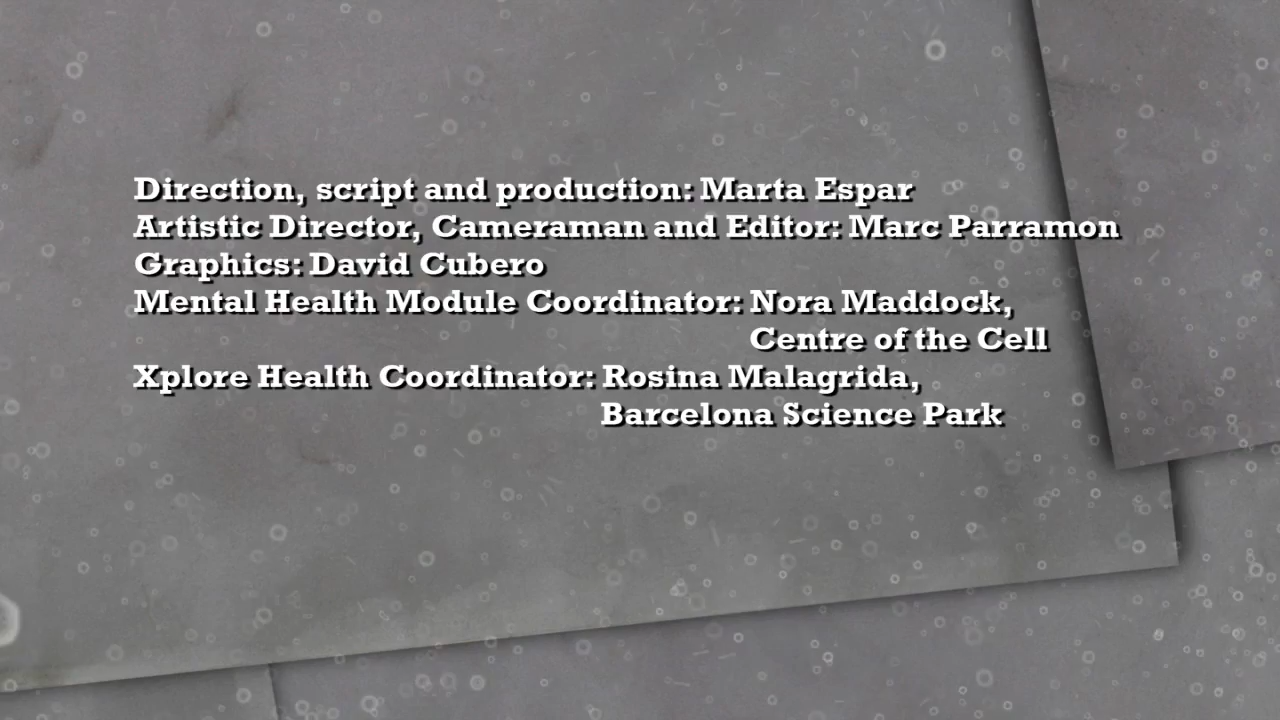 Direction, script and production: Marta Espar
Artistic Director, Cameraman and Editor: Marc Parramon
Graphics: David Cubero
Mental Health Module Coordinator: Nora Maddock,
Centre of the Cell
Xplore Health Coordinator: Rosina Malagrida,
Barcelona Science Park